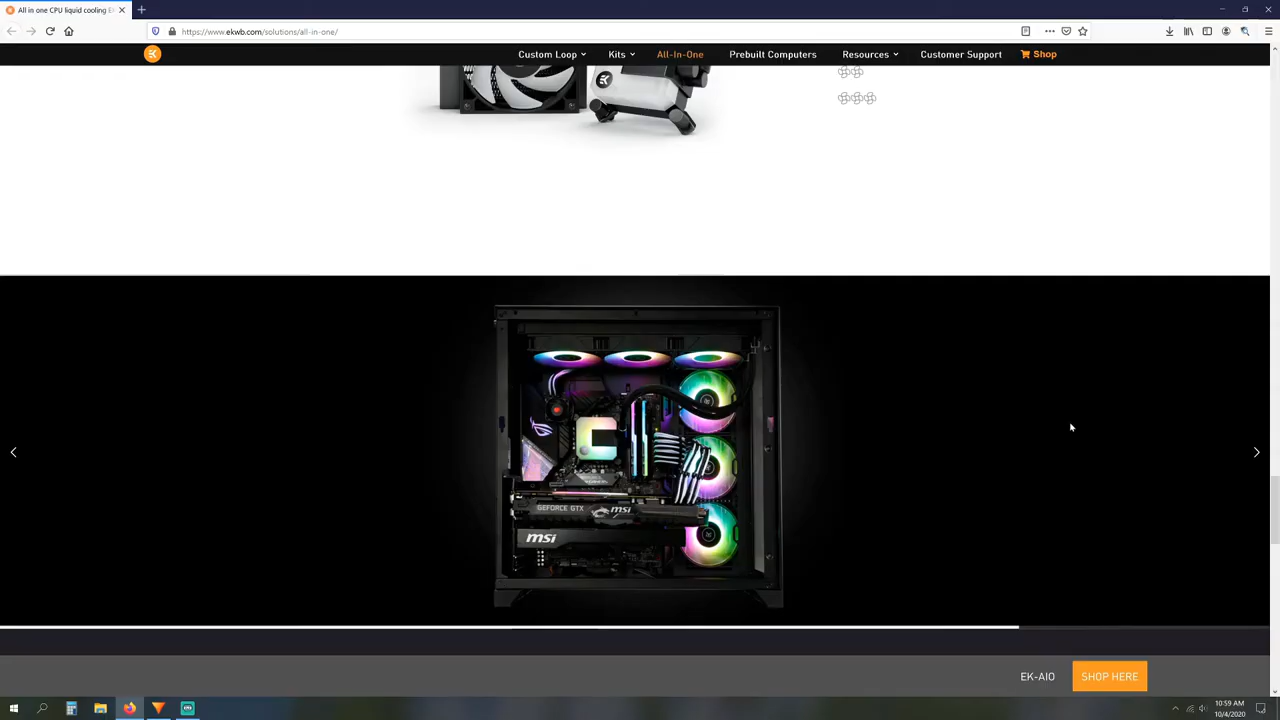 All in one CPU liquid cooling E
https://www.ekwb.com/solutions/all-in-one/
Custom Loop Kits All-In-One Prebuilt Computers Resources Customer Support Shop
GEFORCE GTX msi
msi
EK-AIO SHOP HERE
10:59 AM
10/4/2020